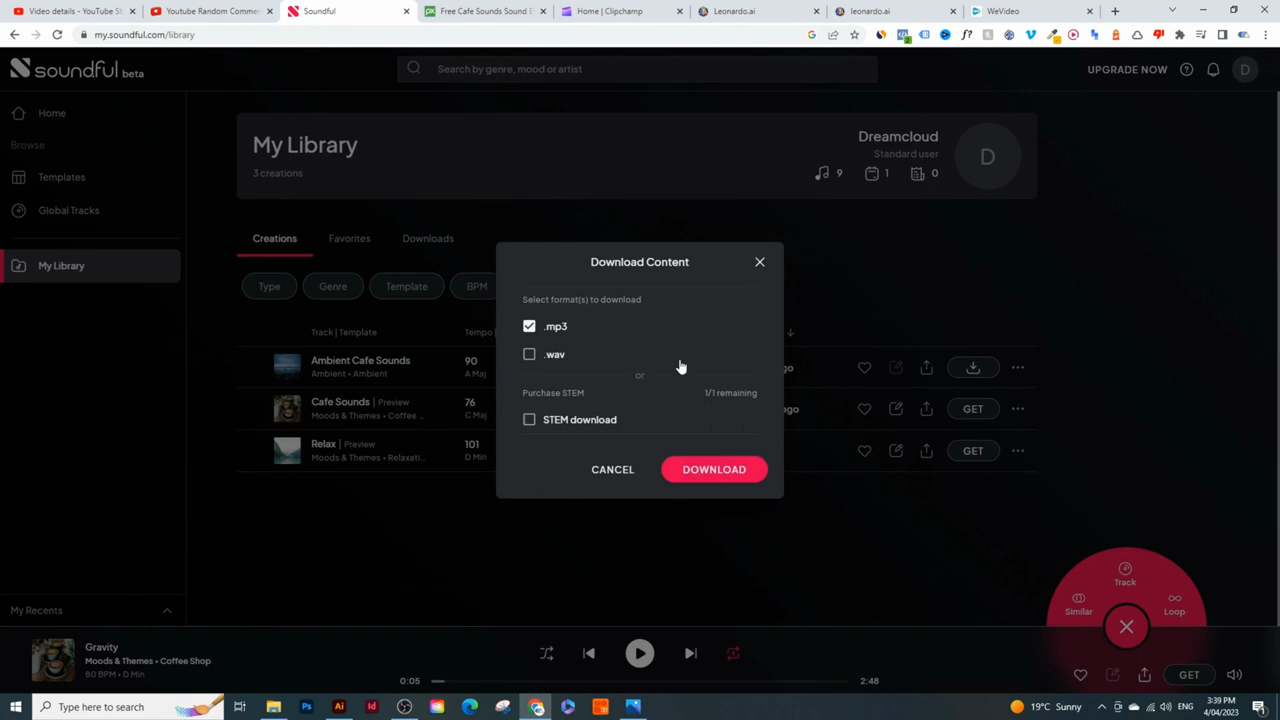 Video details - YouTube St
Youtube Random Commen
Soundful
Free Cafe Sounds Sound E
Home | Clipchamp
Leonardo.ai
leonardo.ai
WeVideo
my.soundful.com/library
soundful beta
Search by genre, mood or artist
UPGRADE NOW
D
Home
Browse
Templates
Global Tracks
My Library
My Library
3 creations
Dreamcloud
Standard user
D
9
1
0
Creations
Favorites
Downloads
Type
Genre
Template
BPM
Track | Template
Tempo
Ambient Cafe Sounds
Ambient • Ambient
90
A Maj
go
Cafe Sounds | Preview
Moods & Themes • Coffee ...
76
C Maj
ago
GET
Relax | Preview
Moods & Themes • Relaxati...
101
D Min
GET
Download Content
Select format(s) to download
.mp3
.wav
or
Purchase STEM
1/1 remaining
STEM download
CANCEL
DOWNLOAD
Track
Similar
Loop
My Recents
Gravity
Moods & Themes • Coffee Shop
80 BPM • D Min
0:05
2:48
GET
Type here to search
Ps
Ai
Id
19°C Sunny
ENG
3:39 PM
4/04/2023